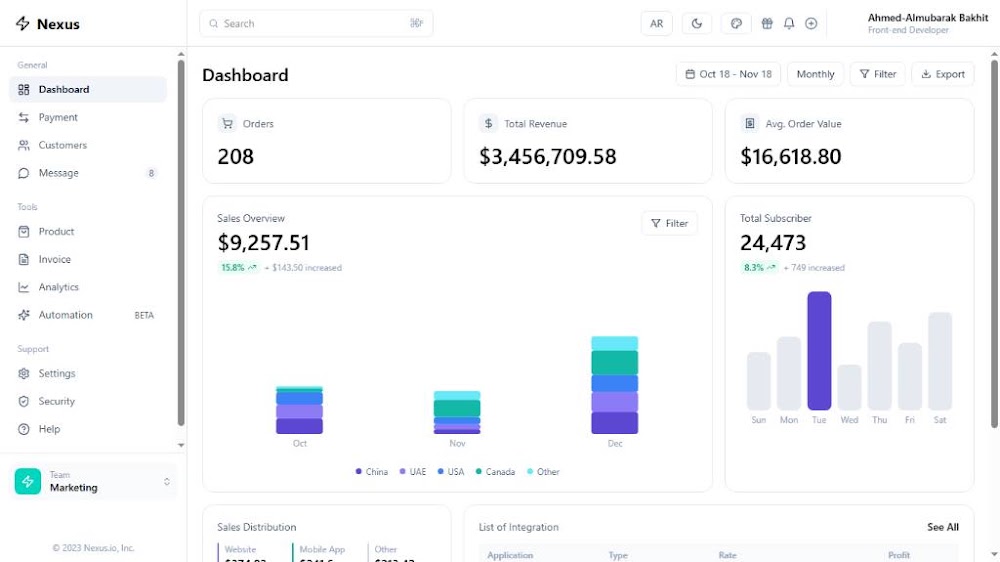 Nexus
Search
⌘F
AR
Ahmed-Almubarak Bakhit
Front-end Developer
General
Dashboard
Payment
Customers
Message 8
Tools
Product
Invoice
Analytics
Automation BETA
Support
Settings
Security
Help
Team
Marketing
© 2023 Nexus.io, Inc.
Dashboard
Oct 18 - Nov 18
Monthly
Filter
Export
Orders
208
Total Revenue
$3,456,709.58
Avg. Order Value
$16,618.80
Sales Overview
$9,257.51
15.8% + $143.50 increased
Filter
Oct Nov Dec
China UAE USA Canada Other
Total Subscriber
24,473
8.3% + 749 increased
Sun Mon Tue Wed Thu Fri Sat
Sales Distribution
Website Mobile App Other
List of Integration
See All
Application Type Rate Profit